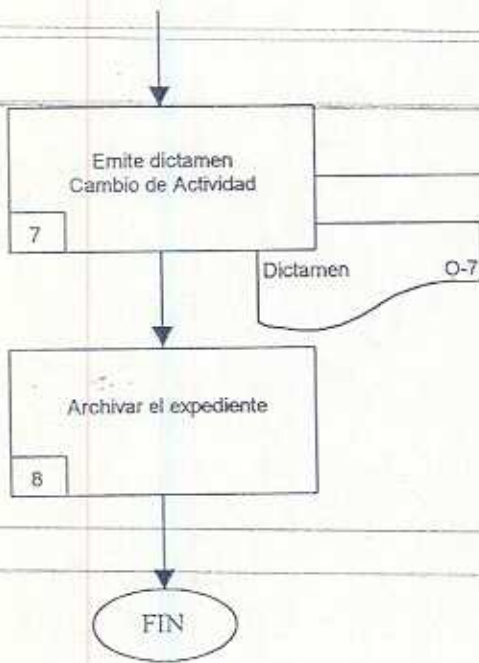 Emite dictamen
Cambio de Actividad
7
Dictamen O-7
Archivar el expediente
8
FIN